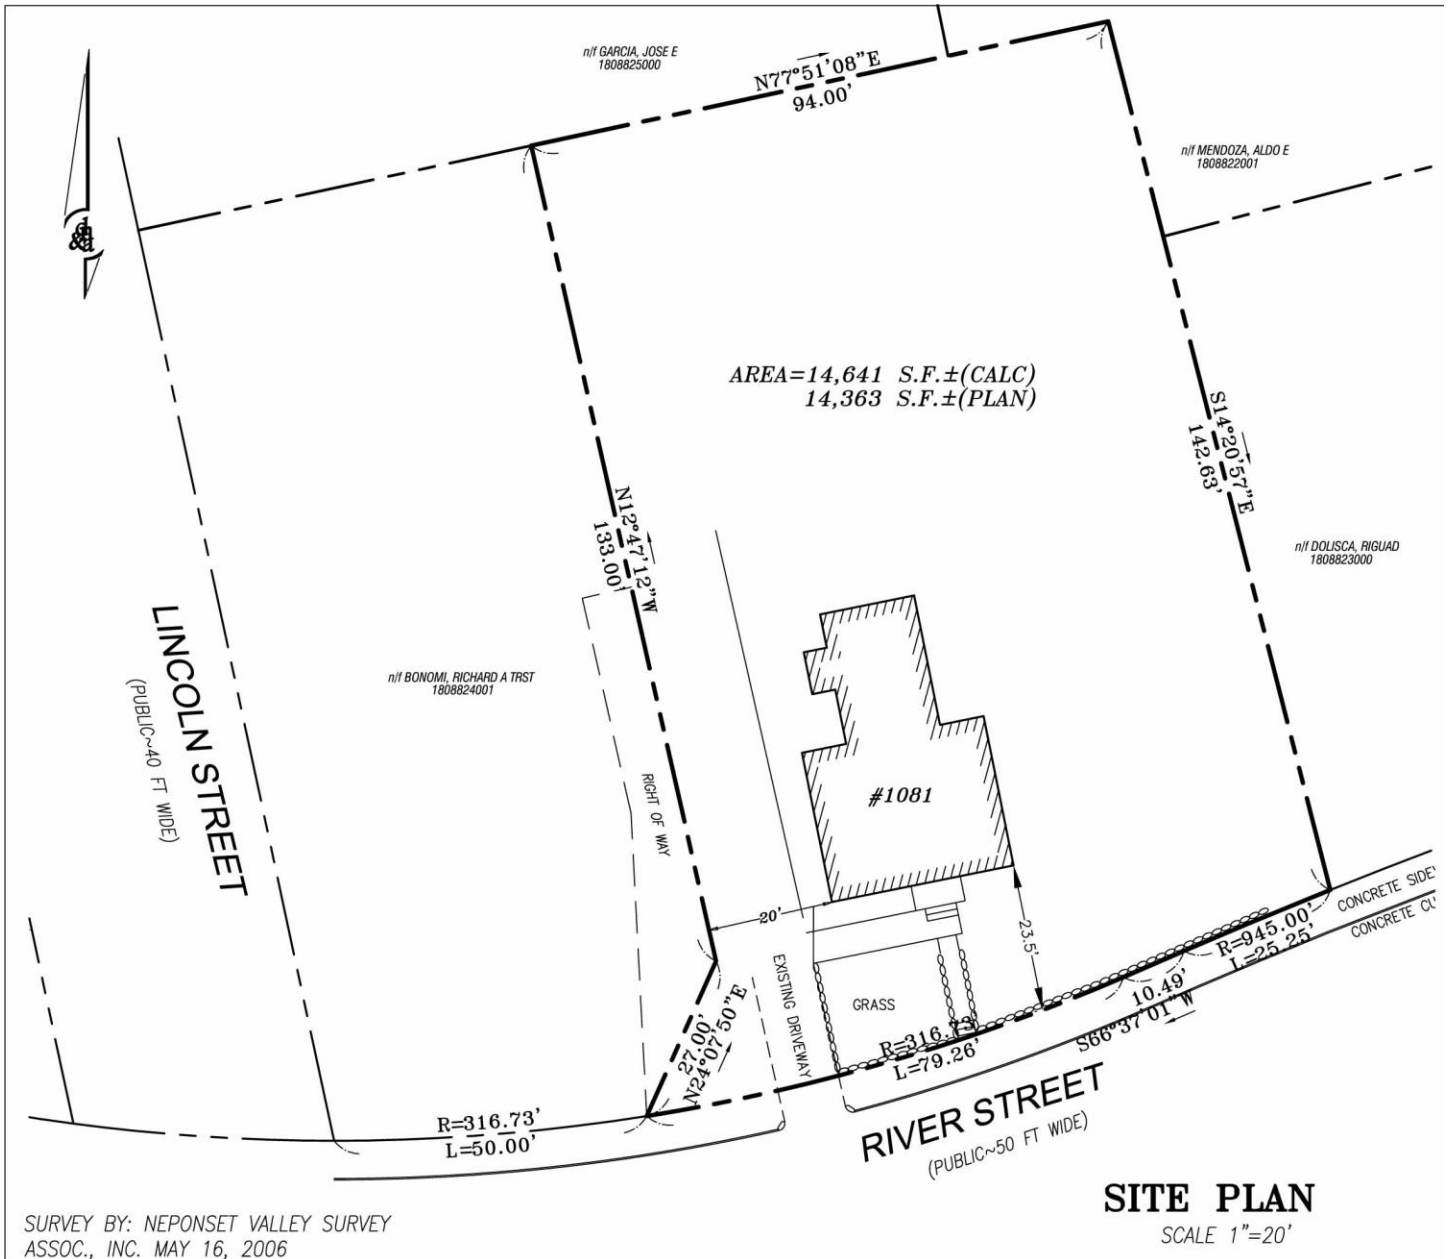 n/f GARCIA, JOSE E
1808825000
N77°51'08"E
94.00'
n/f MENDOZA, ALDO E
1808822001
AREA=14,641 S.F.±(CALC)
14,363 S.F.±(PLAN)
S14°20'57"E
142.63'
N12°47'12"W
133.00'
n/f DOLISCA, RIGUAD
1808823000
LINCOLN STREET
(PUBLIC~40 FT WIDE)
n/f BONOMI, RICHARD A TRST
1808824001
RIGHT OF WAY
#1081
20'
23.5'
EXISTING DRIVEWAY
GRASS
CONCRETE SIDE
CONCRETE
R=945.00'
L=25.25'
10.49'
S66°37'01"W
27.00'
N24°07'50"E
R=316.73'
L=79.26'
R=316.73'
L=50.00'
RIVER STREET
(PUBLIC~50 FT WIDE)
SITE PLAN
SCALE 1"=20'
SURVEY BY: NEPONSET VALLEY SURVEY
ASSOC., INC. MAY 16, 2006